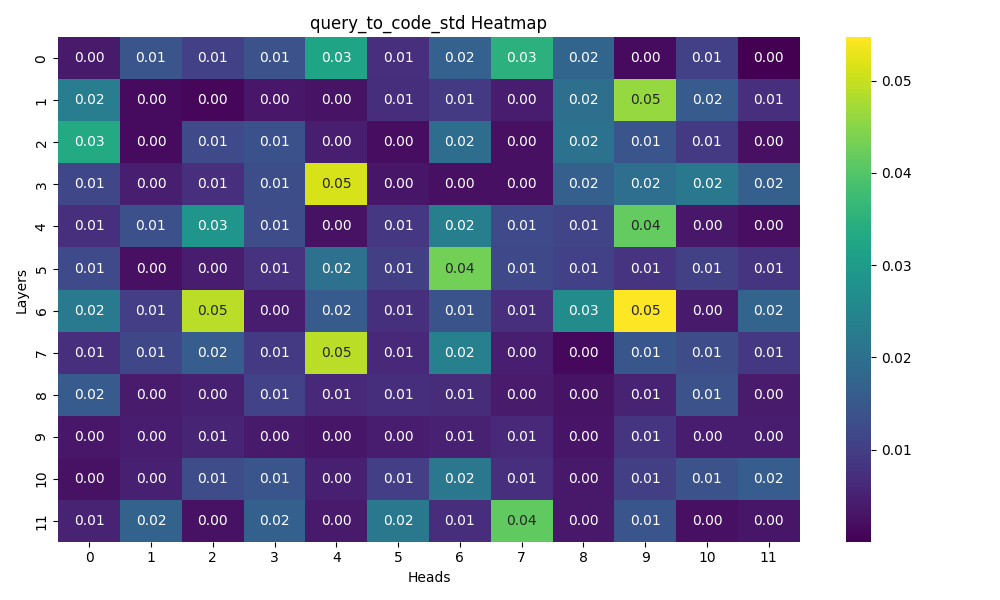 query_to_code_std Heatmap
0 0.00 0.01 0.01 0.01 0.03 0.01 0.02 0.03 0.02 0.00 0.01 0.00
1 0.02 0.00 0.00 0.00 0.00 0.01 0.01 0.00 0.02 0.05 0.02 0.01
2 0.03 0.00 0.01 0.01 0.00 0.00 0.02 0.00 0.02 0.01 0.01 0.00
3 0.01 0.00 0.01 0.01 0.05 0.00 0.00 0.00 0.02 0.02 0.02 0.02
4 0.01 0.01 0.03 0.01 0.00 0.01 0.02 0.01 0.01 0.04 0.00 0.00
5 0.01 0.00 0.00 0.01 0.02 0.01 0.04 0.01 0.01 0.01 0.01 0.01
6 0.02 0.01 0.05 0.00 0.02 0.01 0.01 0.01 0.03 0.05 0.00 0.02
7 0.01 0.01 0.02 0.01 0.05 0.01 0.02 0.00 0.00 0.01 0.01 0.01
8 0.02 0.00 0.00 0.01 0.01 0.01 0.01 0.00 0.00 0.01 0.01 0.00
9 0.00 0.00 0.01 0.00 0.00 0.00 0.01 0.01 0.00 0.01 0.00 0.00
10 0.00 0.00 0.01 0.01 0.00 0.01 0.02 0.01 0.00 0.01 0.01 0.02
11 0.01 0.02 0.00 0.02 0.00 0.02 0.01 0.04 0.00 0.01 0.00 0.00
0 1 2 3 4 5 6 7 8 9 10 11
Heads
Layers
0.05
0.04
0.03
0.02
0.01